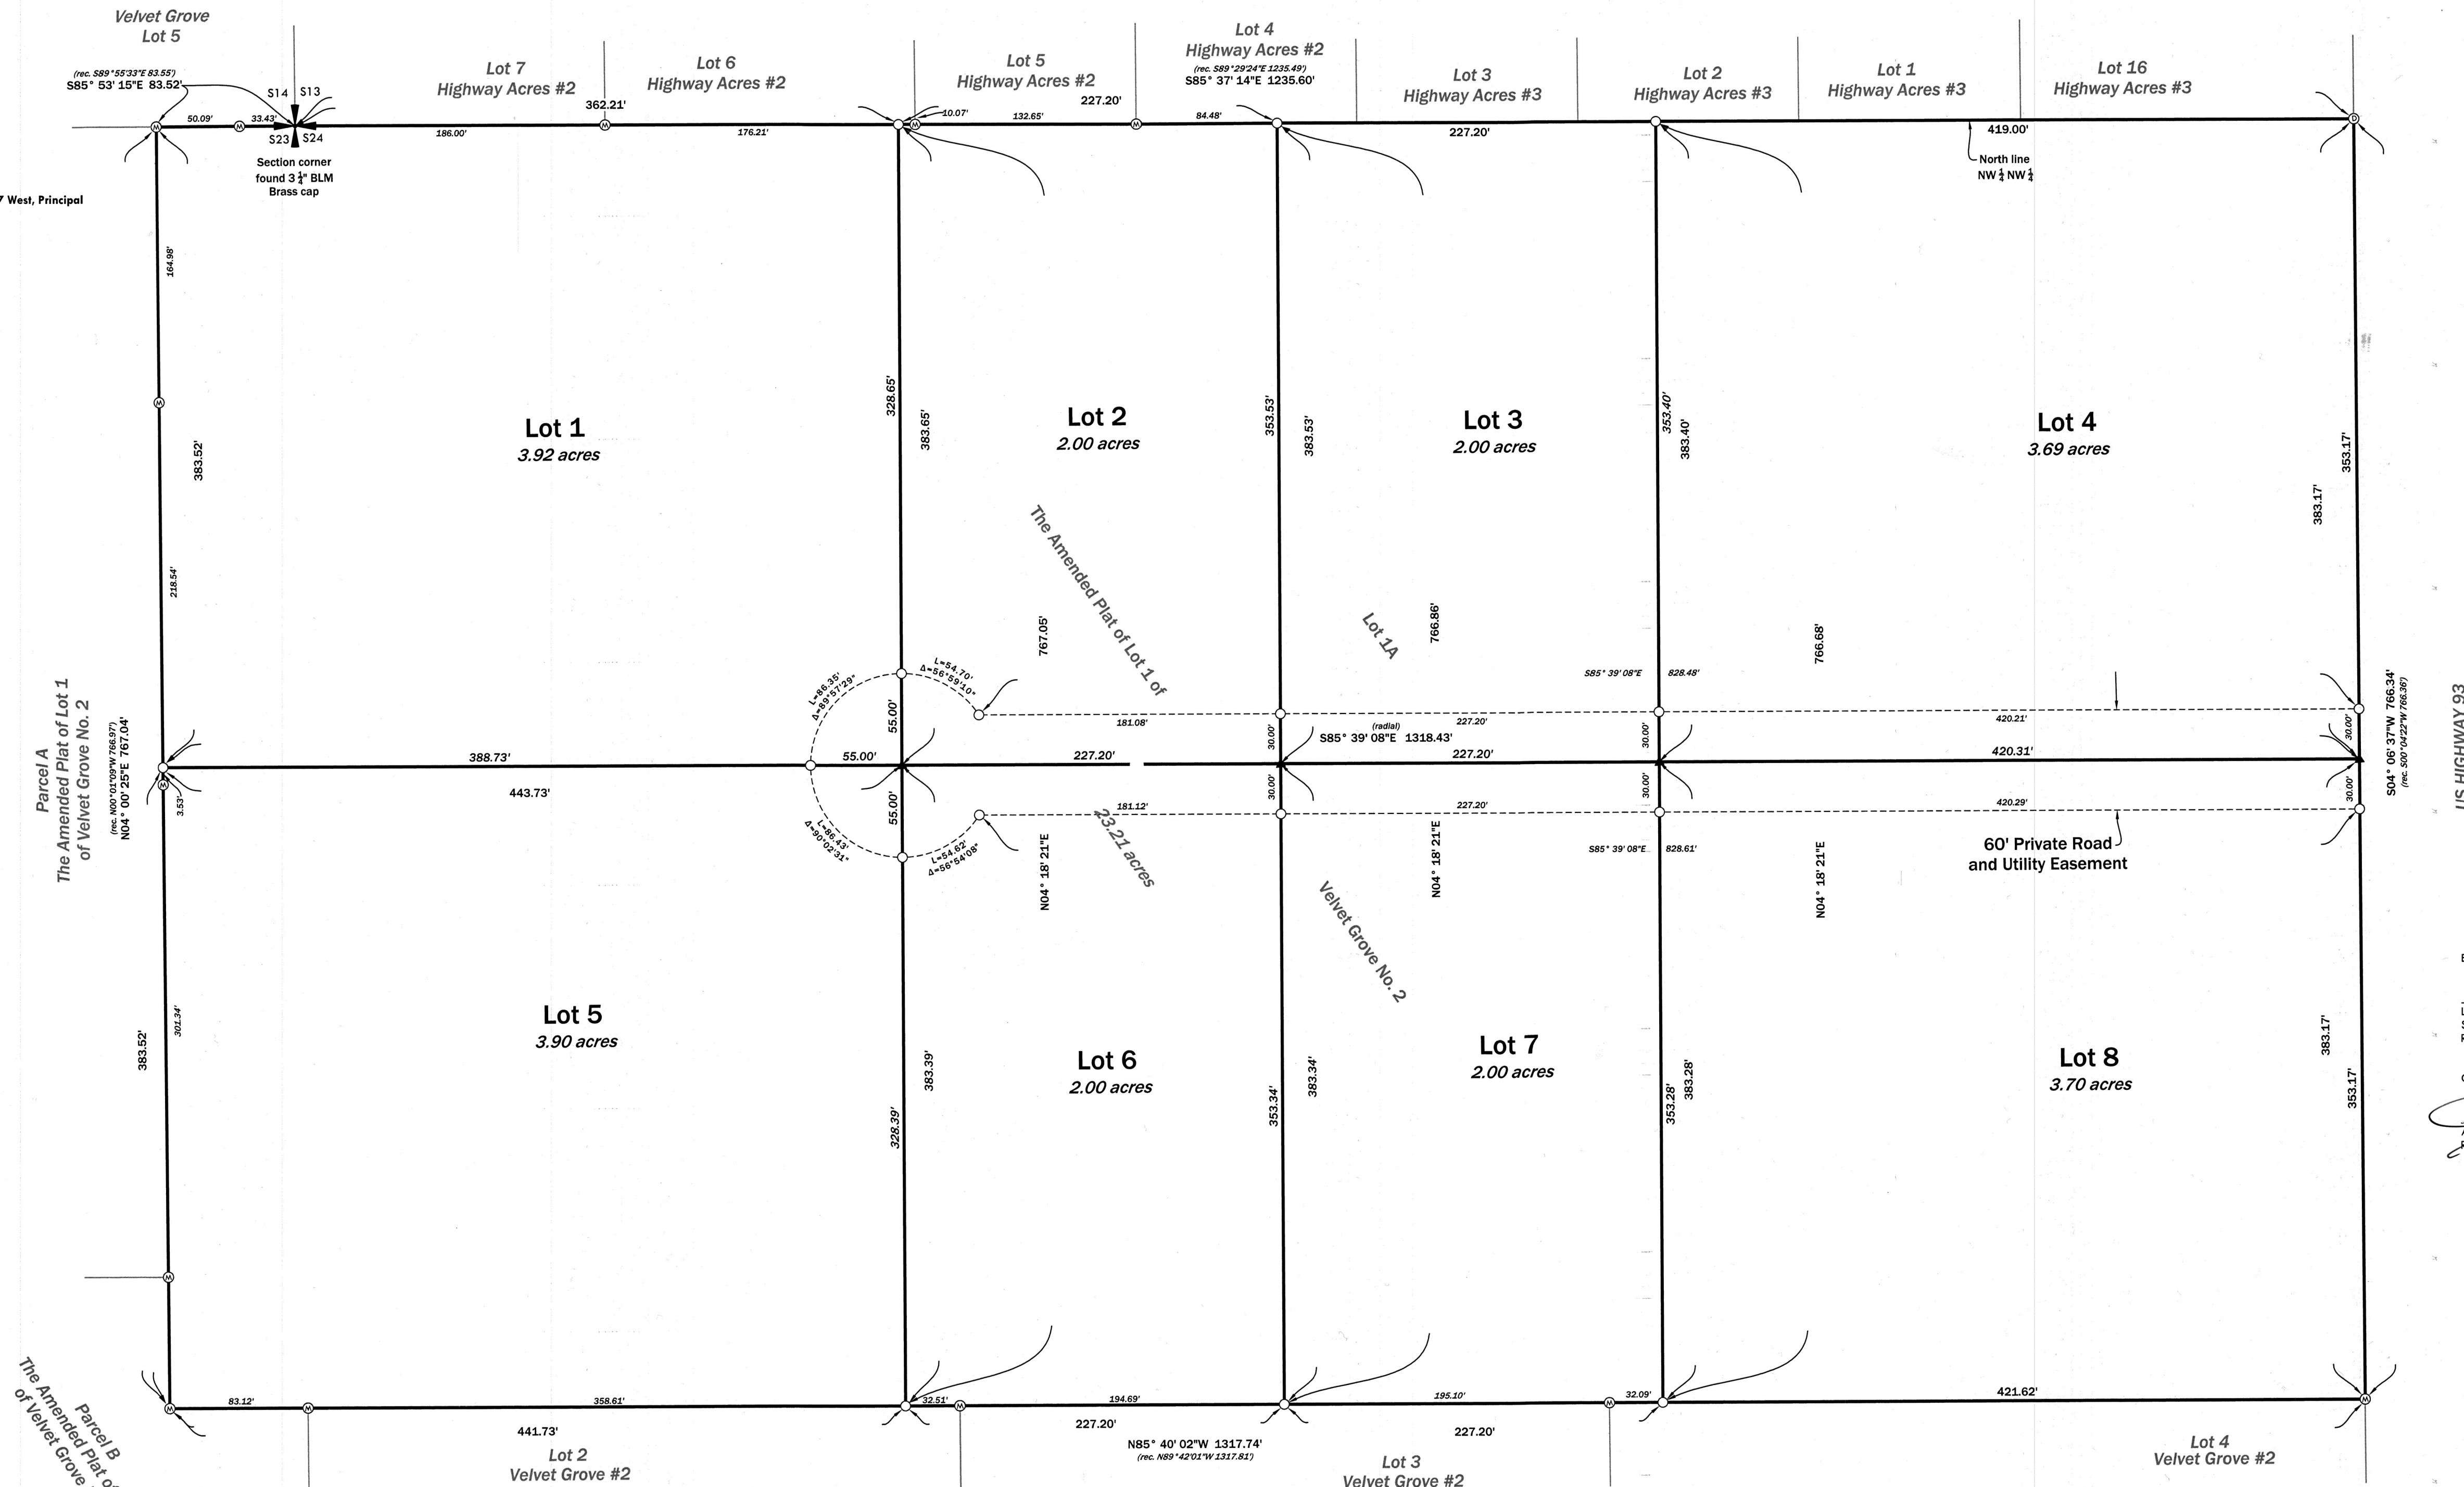 Velvet Grove
Lot 5
(rec. S89°55'33"E 83.55')
S85° 53' 15"E 83.52'
50.09'
33.43'
S14
S13
S23
S24
Section corner
found 3 ¼" BLM
Brass cap
7 West, Principal
Lot 7
Highway Acres #2
362.21'
186.00'
Lot 6
Highway Acres #2
176.21'
10.07'
Lot 5
Highway Acres #2
227.20'
132.65'
Lot 4
Highway Acres #2
(rec. S89°29'24"E 1235.49')
S85° 37' 14"E 1235.60'
84.48'
Lot 3
Highway Acres #3
227.20'
Lot 2
Highway Acres #3
Lot 1
Highway Acres #3
North line
NW ¼ NW ¼
Lot 16
Highway Acres #3
419.00'
164.98'
383.52'
218.54'
Lot 1
3.92 acres
328.65'
383.65'
Lot 2
2.00 acres
353.53'
383.53'
Lot 3
2.00 acres
353.40'
383.40'
Lot 4
3.69 acres
353.17'
383.17'
The Amended Plat of Lot 1 of
Lot 1A
767.05'
766.86'
766.68'
L=86.35'
Δ=89°57'29"
L=54.70'
Δ=56°59'10"
55.00'
S85° 39' 08"E 828.48'
181.08'
30.00'
(radial)
S85° 39' 08"E 1318.43'
227.20'
30.00'
420.21'
30.00'
388.73'
55.00'
227.20'
227.20'
420.31'
443.73'
3.53'
55.00'
L=86.43'
Δ=90°02'31"
L=54.62'
Δ=56°54'08"
181.12'
30.00'
227.20'
30.00'
420.29'
30.00'
S85° 39' 08"E 828.61'
60' Private Road
and Utility Easement
23.21 acres
Velvet Grove No. 2
N04° 18' 21"E
N04° 18' 21"E
N04° 18' 21"E
Parcel A
The Amended Plat of Lot 1
of Velvet Grove No. 2
(rec. N00°01'09"W 766.97')
N04° 00' 25"E 767.04'
S04° 06' 37"W 766.34'
(rec. S00°04'22"W 766.36')
US HIGHWAY 93
383.52'
301.34'
Lot 5
3.90 acres
328.39'
383.39'
Lot 6
2.00 acres
353.34'
383.34'
Lot 7
2.00 acres
353.28'
383.28'
Lot 8
3.70 acres
383.17'
353.17'
83.12'
358.61'
32.51'
194.69'
195.10'
32.09'
421.62'
441.73'
227.20'
227.20'
N85° 40' 02"W 1317.74'
(rec. N89°42'01"W 1317.81')
Parcel B
The Amended Plat of
of Velvet Grove
Lot 2
Velvet Grove #2
Lot 3
Velvet Grove #2
Lot 4
Velvet Grove #2